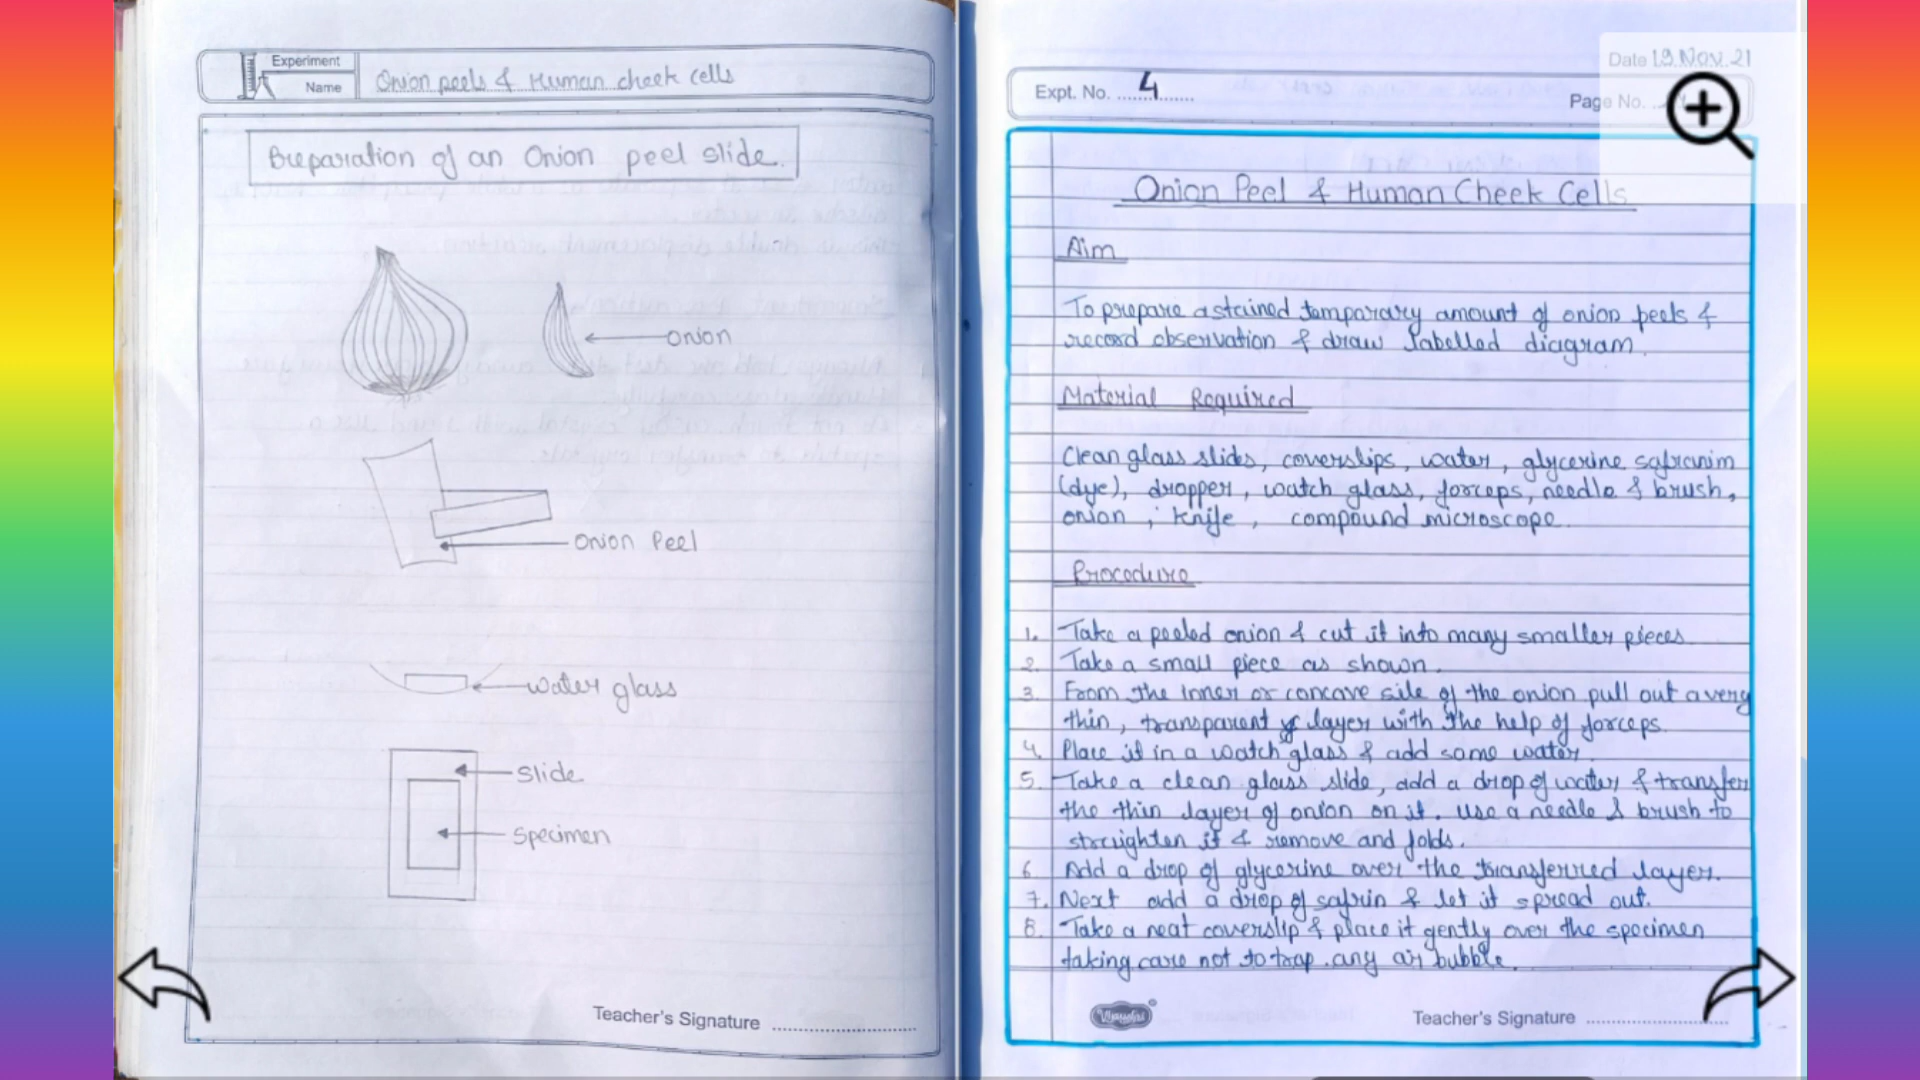 Experiment
Name Onion peels & Human cheek cells
Preparation of an Onion peel slide.
onion
Onion Peel
water glass
Slide
Specimen
Teacher's Signature
Date 19.Nov.21
Expt. No. 4
Page No.
Onion Peel & Human Cheek Cells
Aim
To prepare a stained temparary amount of onion peels &
record observation & draw labelled diagram.
Material Required
Clean glass slides, coverslips, water, glycerine safranim
(dye), dropper, watch glass, forceps, needle & brush,
onion, knife, compound microscope.
Procedure
1. Take a peeled onion & cut it into many smaller pieces.
2. Take a small piece as shown.
3. From the inner or concave side of the onion pull out a very
thin, transparent layer with the help of forceps.
4. Place it in a watch glass & add some water.
5. Take a clean glass slide, add a drop of water & transfer
the thin layer of onion on it. use a needle & brush to
straighten it & remove and folds.
6. Add a drop of glycerine over the transferred layer.
7. Next add a drop of safrin & let it spread out.
8. Take a neat coverslip & place it gently over the specimen
taking care not to trap any air bubble.
Teacher's Signature